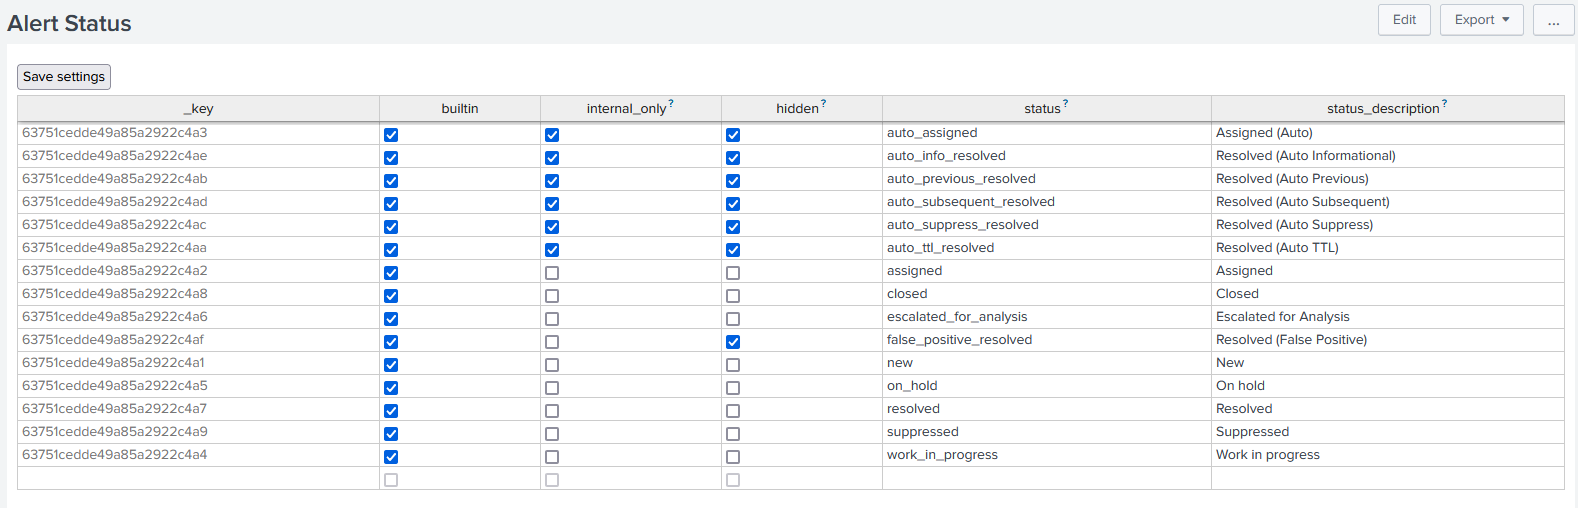 Alert Status
Edit Export ...
Save settings
_key builtin internal_only? hidden? status? status_description?
63751cedde49a85a2922c4a3 auto_assigned Assigned (Auto)
63751cedde49a85a2922c4ae auto_info_resolved Resolved (Auto Informational)
63751cedde49a85a2922c4ab auto_previous_resolved Resolved (Auto Previous)
63751cedde49a85a2922c4ad auto_subsequent_resolved Resolved (Auto Subsequent)
63751cedde49a85a2922c4ac auto_suppress_resolved Resolved (Auto Suppress)
63751cedde49a85a2922c4aa auto_ttl_resolved Resolved (Auto TTL)
63751cedde49a85a2922c4a2 assigned Assigned
63751cedde49a85a2922c4a8 closed Closed
63751cedde49a85a2922c4a6 escalated_for_analysis Escalated for Analysis
63751cedde49a85a2922c4af false_positive_resolved Resolved (False Positive)
63751cedde49a85a2922c4a1 new New
63751cedde49a85a2922c4a5 on_hold On hold
63751cedde49a85a2922c4a7 resolved Resolved
63751cedde49a85a2922c4a9 suppressed Suppressed
63751cedde49a85a2922c4a4 work_in_progress Work in progress